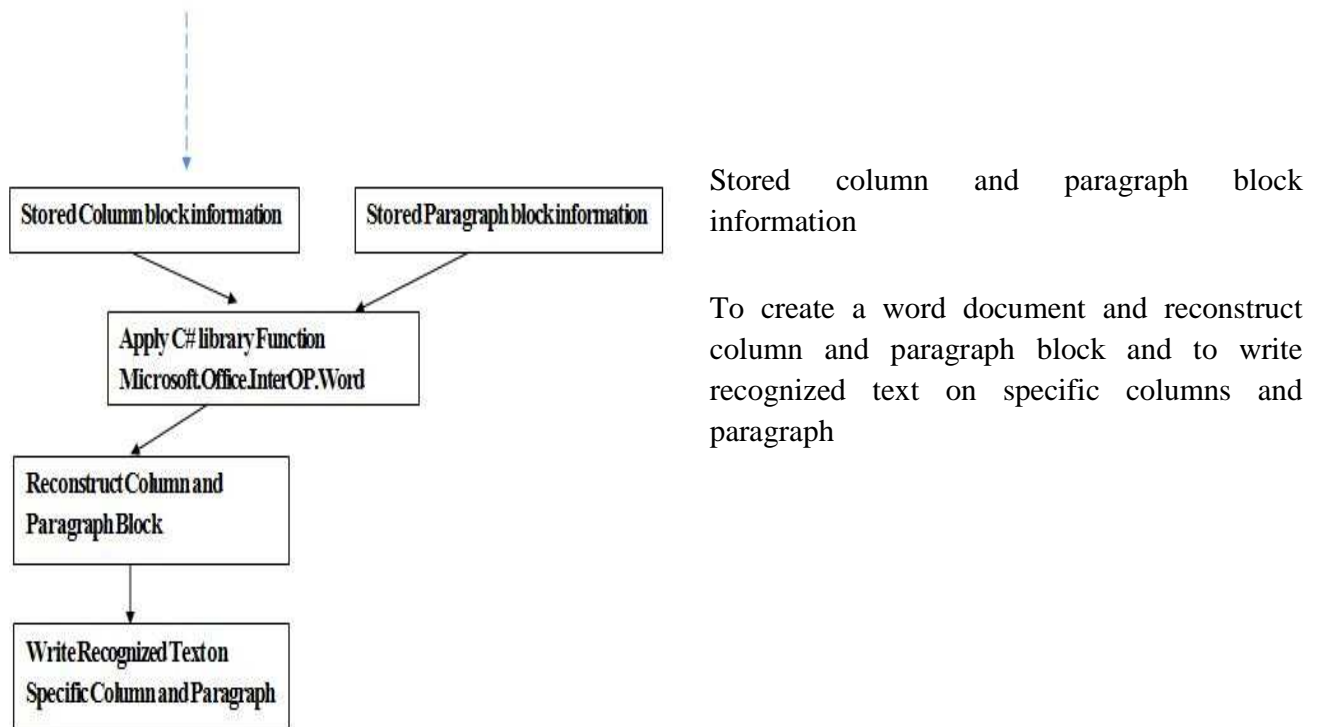 Stored Column block information
Stored Paragraph block information
Apply C# library Function
Microsoft.Office.InterOP.Word
Reconstruct Column and
Paragraph Block
Write Recognized Text on
Specific Column and Paragraph
Stored column and paragraph block
information
To create a word document and reconstruct
column and paragraph block and to write
recognized text on specific columns and
paragraph